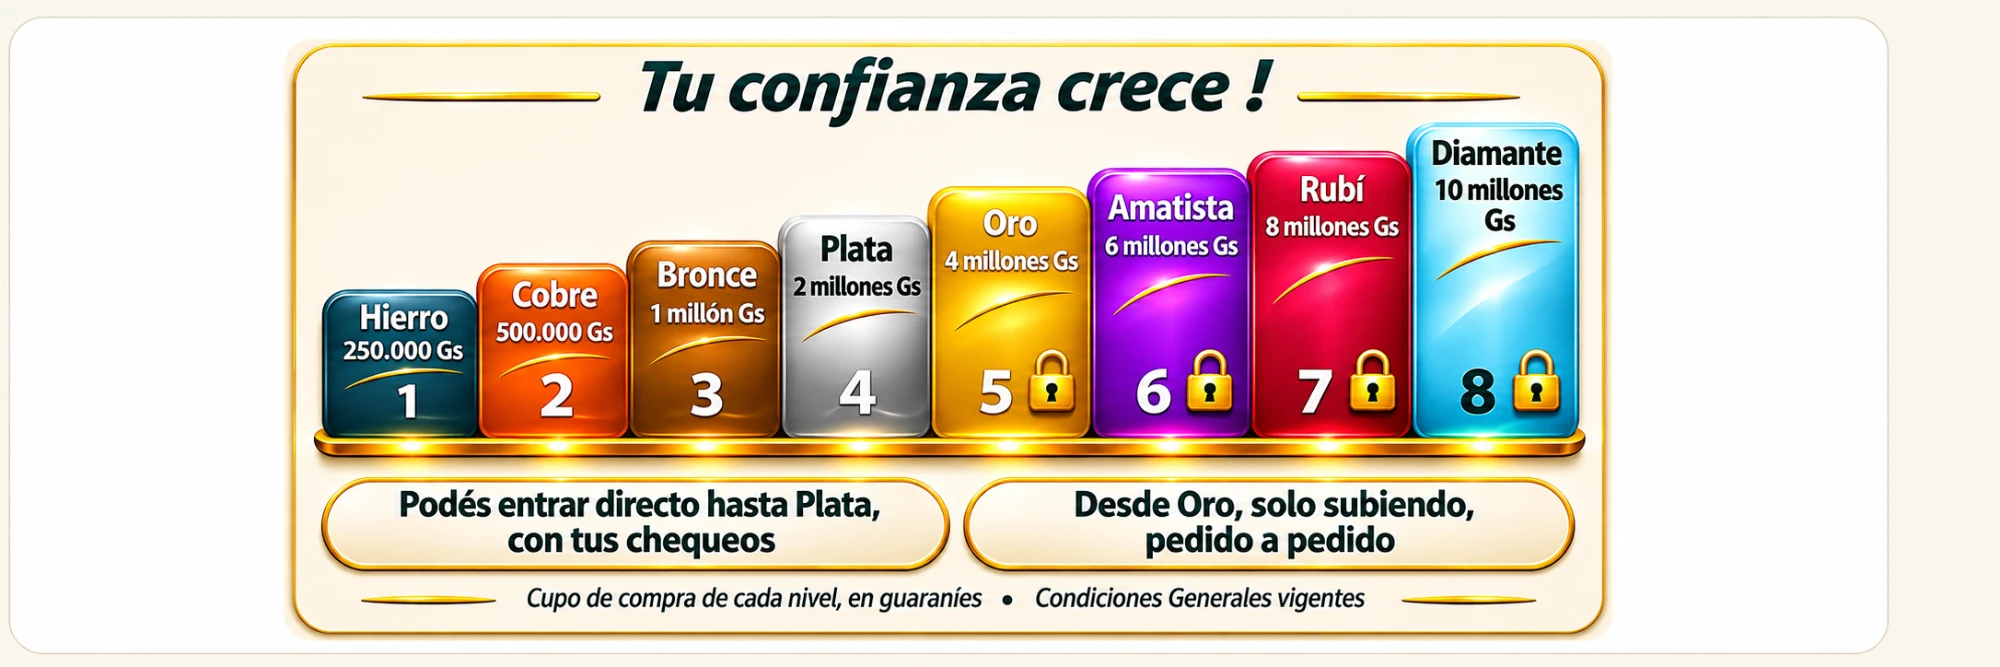 Tu confianza crece !
Hierro
250.000 Gs
1
Cobre
500.000 Gs
2
Bronce
1 millón Gs
3
Plata
2 millones Gs
4
Oro
4 millones Gs
5
Amatista
6 millones Gs
6
Rubí
8 millones Gs
7
Diamante
10 millones
Gs
8
Podés entrar directo hasta Plata,
con tus chequeos
Desde Oro, solo subiendo,
pedido a pedido
Cupo de compra de cada nivel, en guaraníes • Condiciones Generales vigentes